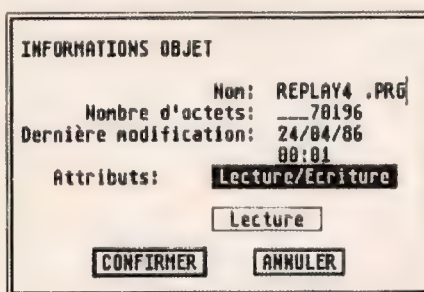 INFORMATIONS OBJET
Nom: REPLAY4 .PRG
Nombre d'octets: ___70196
Dernière modification: 24/04/86
00:01
Attributs: Lecture/Ecriture
Lecture
CONFIRMER ANNULER